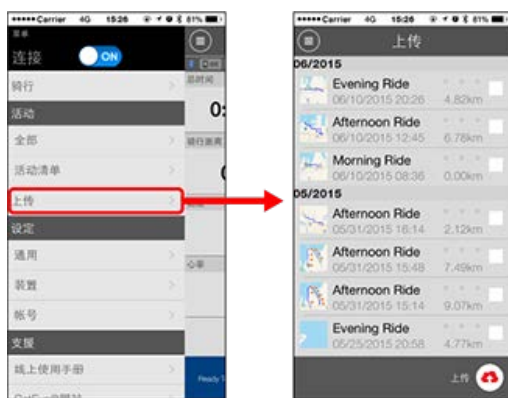 Carrier 4G 15:26 81%
菜单
连接 ON
骑行
活动
全部
活动清单
上传
设定
通用
装置
帐号
支援
线上使用手册
总时间
0:
骑行距离
心率
Ready T
Carrier 4G 15:26 81%
上传
06/2015
Evening Ride
06/10/2015 20:26 4.82km
Afternoon Ride
06/10/2015 12:45 6.78km
Morning Ride
06/10/2015 08:36 0.00km
05/2015
Afternoon Ride
05/31/2015 16:14 2.12km
Afternoon Ride
05/31/2015 15:48 7.49km
Afternoon Ride
05/31/2015 15:14 9.07km
Evening Ride
05/25/2015 20:58 4.77km
上传